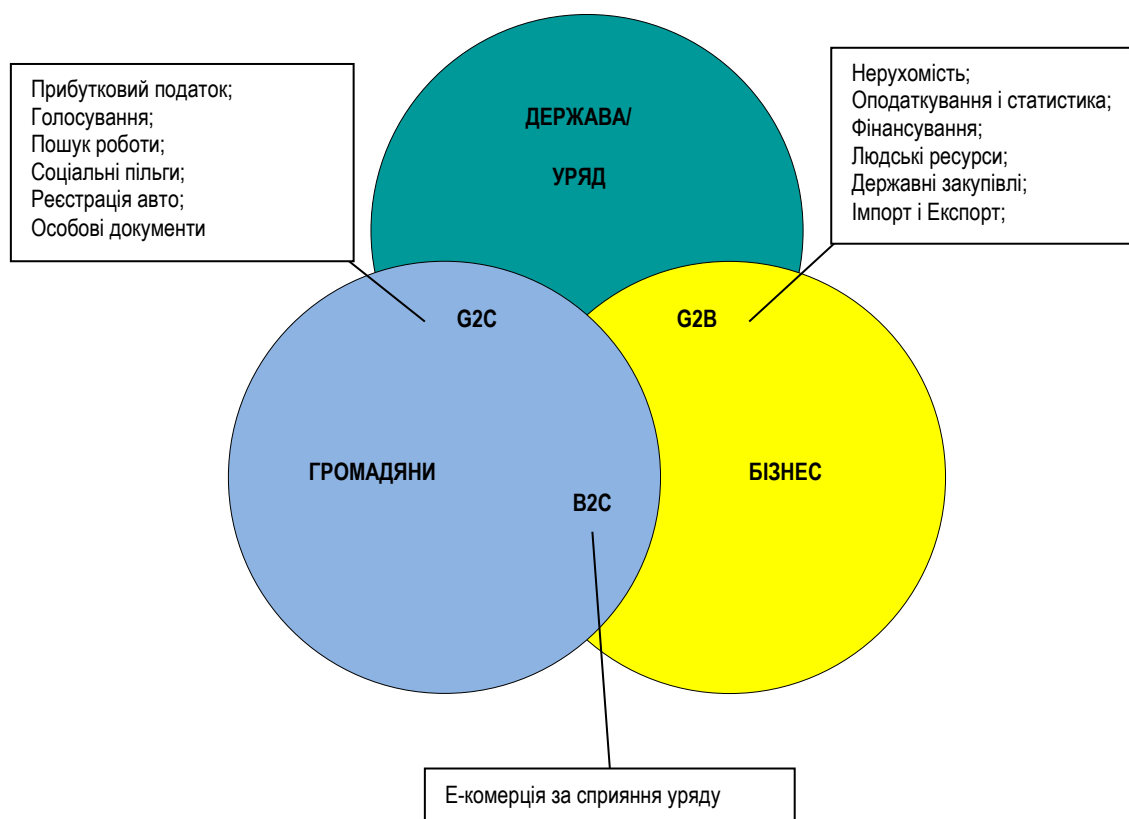 Прибутковий податок;
Голосування;
Пошук роботи;
Соціальні пільги;
Реєстрація авто;
Особові документи
ДЕРЖАВА/
УРЯД
Нерухомість;
Оподаткування і статистика;
Фінансування;
Людські ресурси;
Державні закупівлі;
Імпорт і Експорт;
G2C
G2B
ГРОМАДЯНИ
БІЗНЕС
B2C
Е-комерція за сприяння уряду